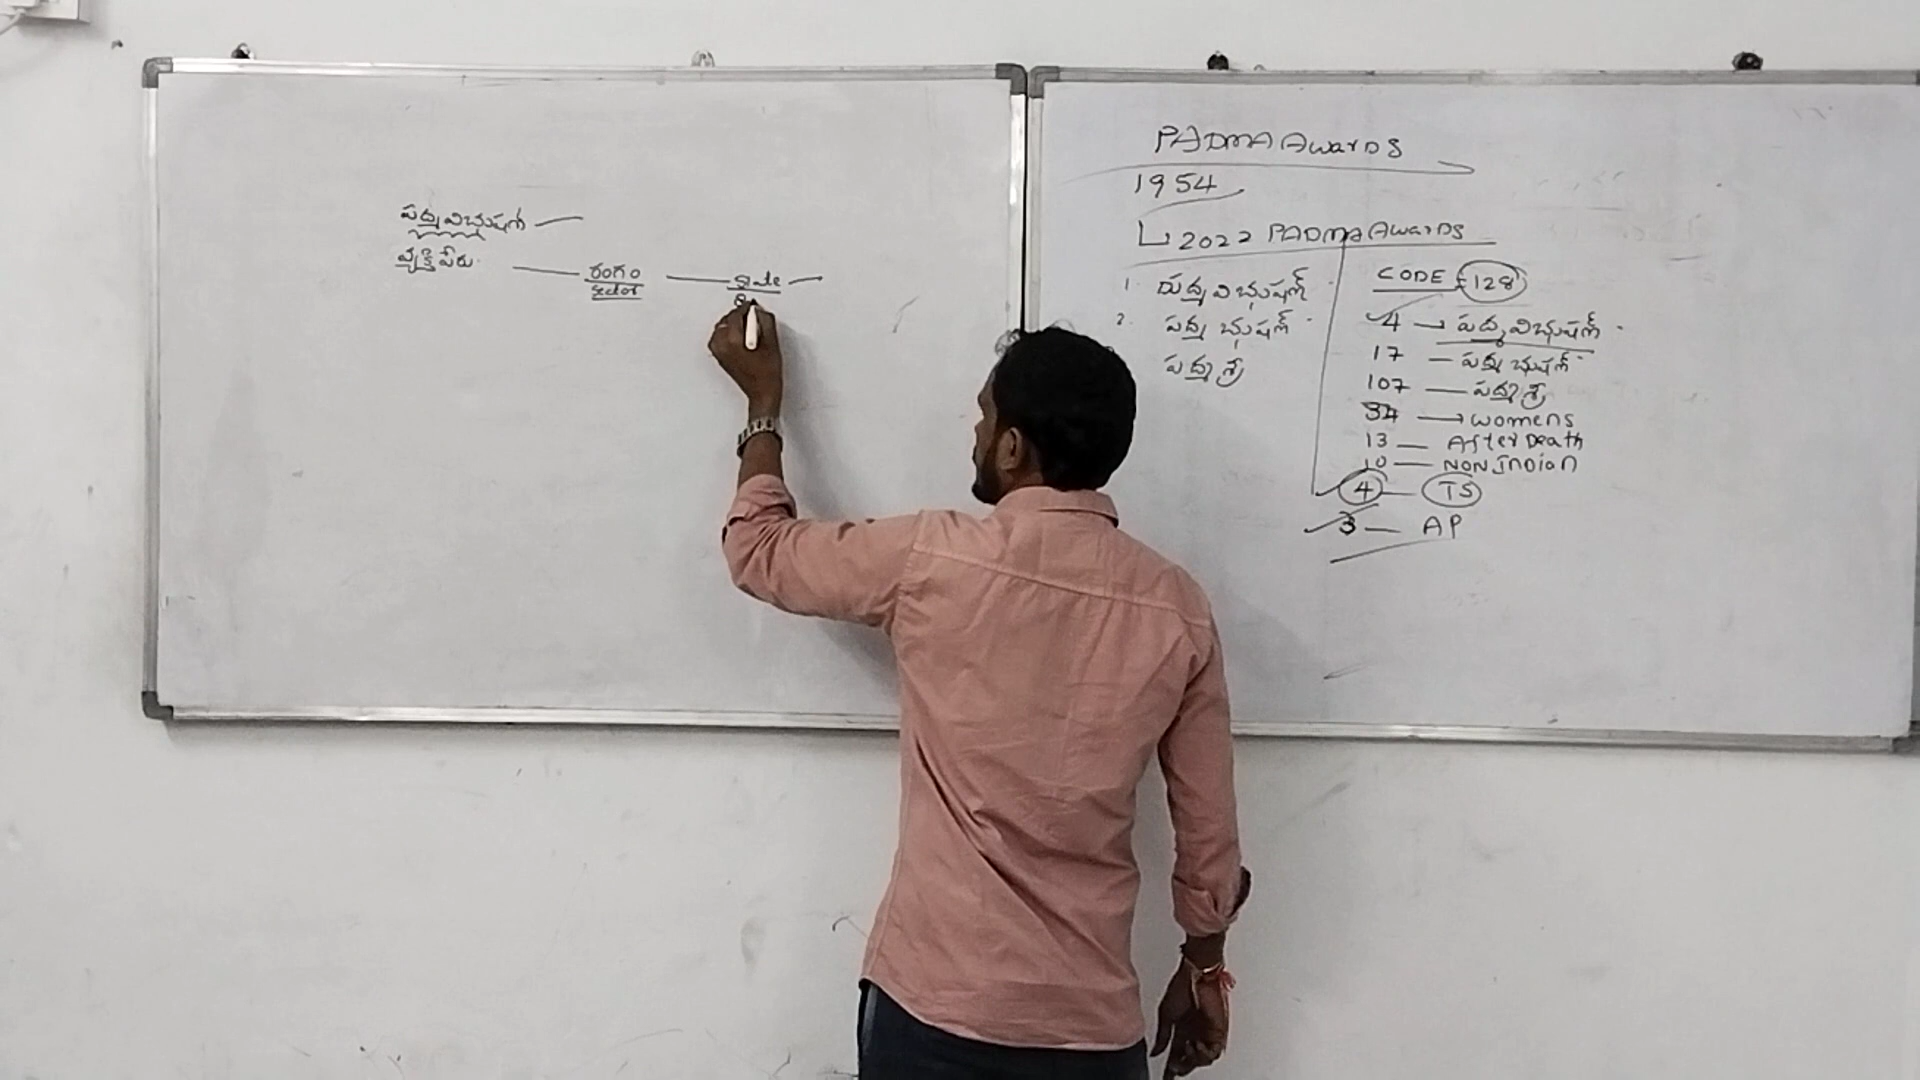 పద్మవిభుషణ్ —
వ్యక్తి పేరు — రంగం — State —
sector
PADMA Awards
1954
2022 PADMA Awards
1. పద్మవిభుషణ్
2. పద్మ భుషణ్
పద్మ శ్రీ
CODE - 128
4 → పద్మవిభుషణ్
17 — పద్మ భుషణ్
107 — పద్మశ్రీ
34 → womens
13 — After Death
10 — NON Indian
4 — TS
3 — AP